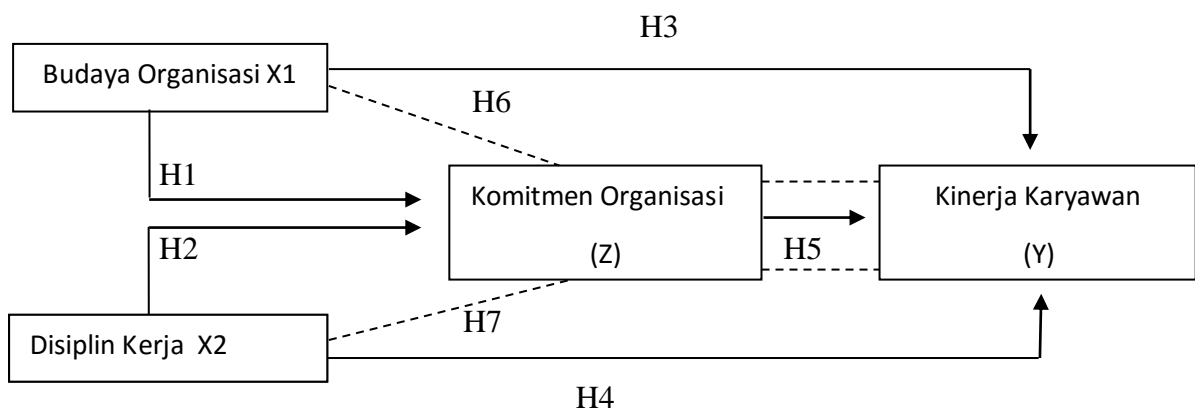 H3
Budaya Organisasi X1
H6
H1
Komitmen Organisasi
(Z)
Kinerja Karyawan
(Y)
H2
H5
H7
Disiplin Kerja X2
H4